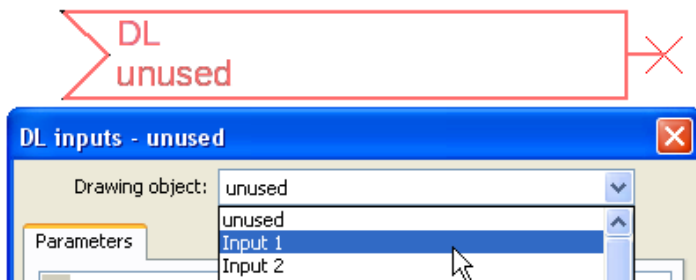 DL
unused
DL inputs - unused
Drawing object: unused
unused
Parameters
Input 1
Input 2